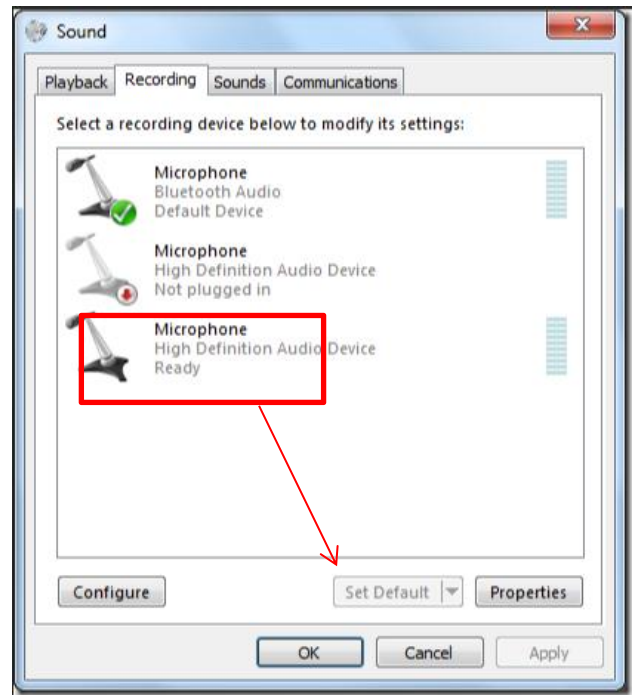 Sound
Playback Recording Sounds Communications
Select a recording device below to modify its settings:
Microphone
Bluetooth Audio
Default Device
Microphone
High Definition Audio Device
Not plugged in
Microphone
High Definition Audio Device
Ready
Configure Set Default Properties
OK Cancel Apply